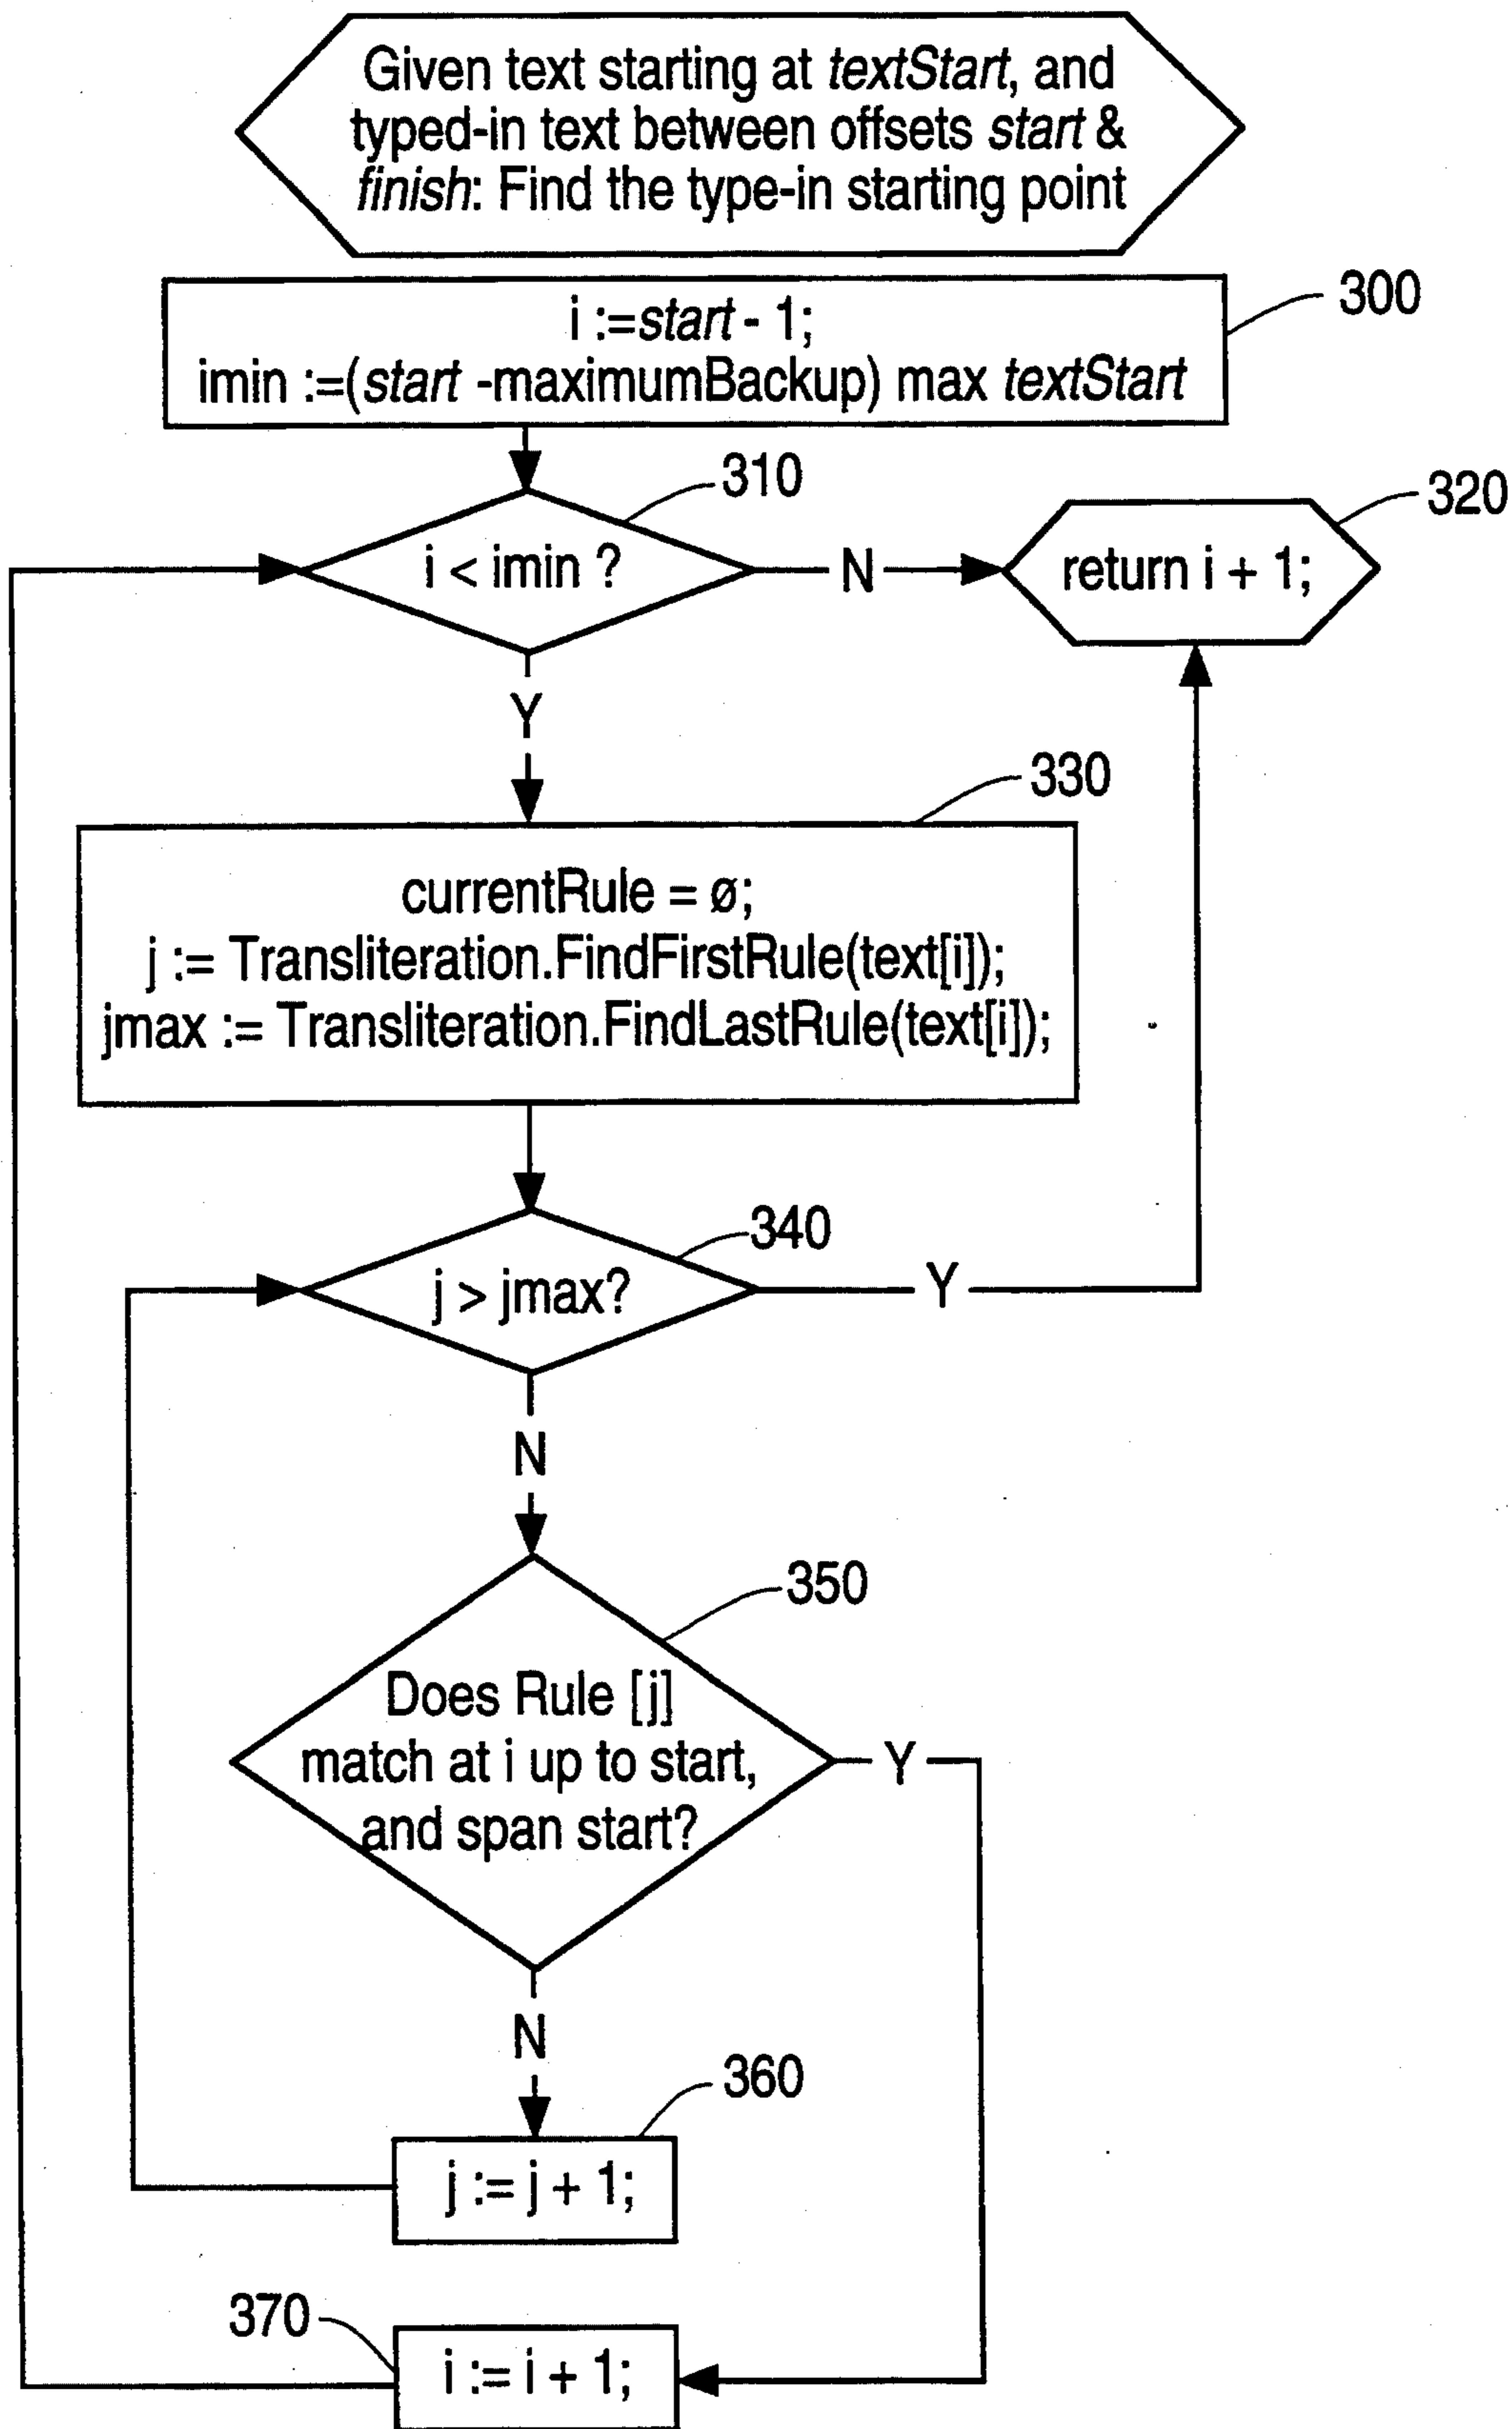 Given text starting at textStart, and
typed-in text between offsets start &
finish: Find the type-in starting point
300
i :=start - 1;
imin :=(start -maximumBackup) max textStart
310
320
i < imin ?
N
return i + 1;
Y
330
currentRule = ø;
j := Transliteration.FindFirstRule(text[i]);
jmax := Transliteration.FindLastRule(text[i]);
340
j > jmax?
Y
N
350
Does Rule [j]
match at i up to start,
and span start?
Y
N
360
j := j + 1;
370
i := i + 1;